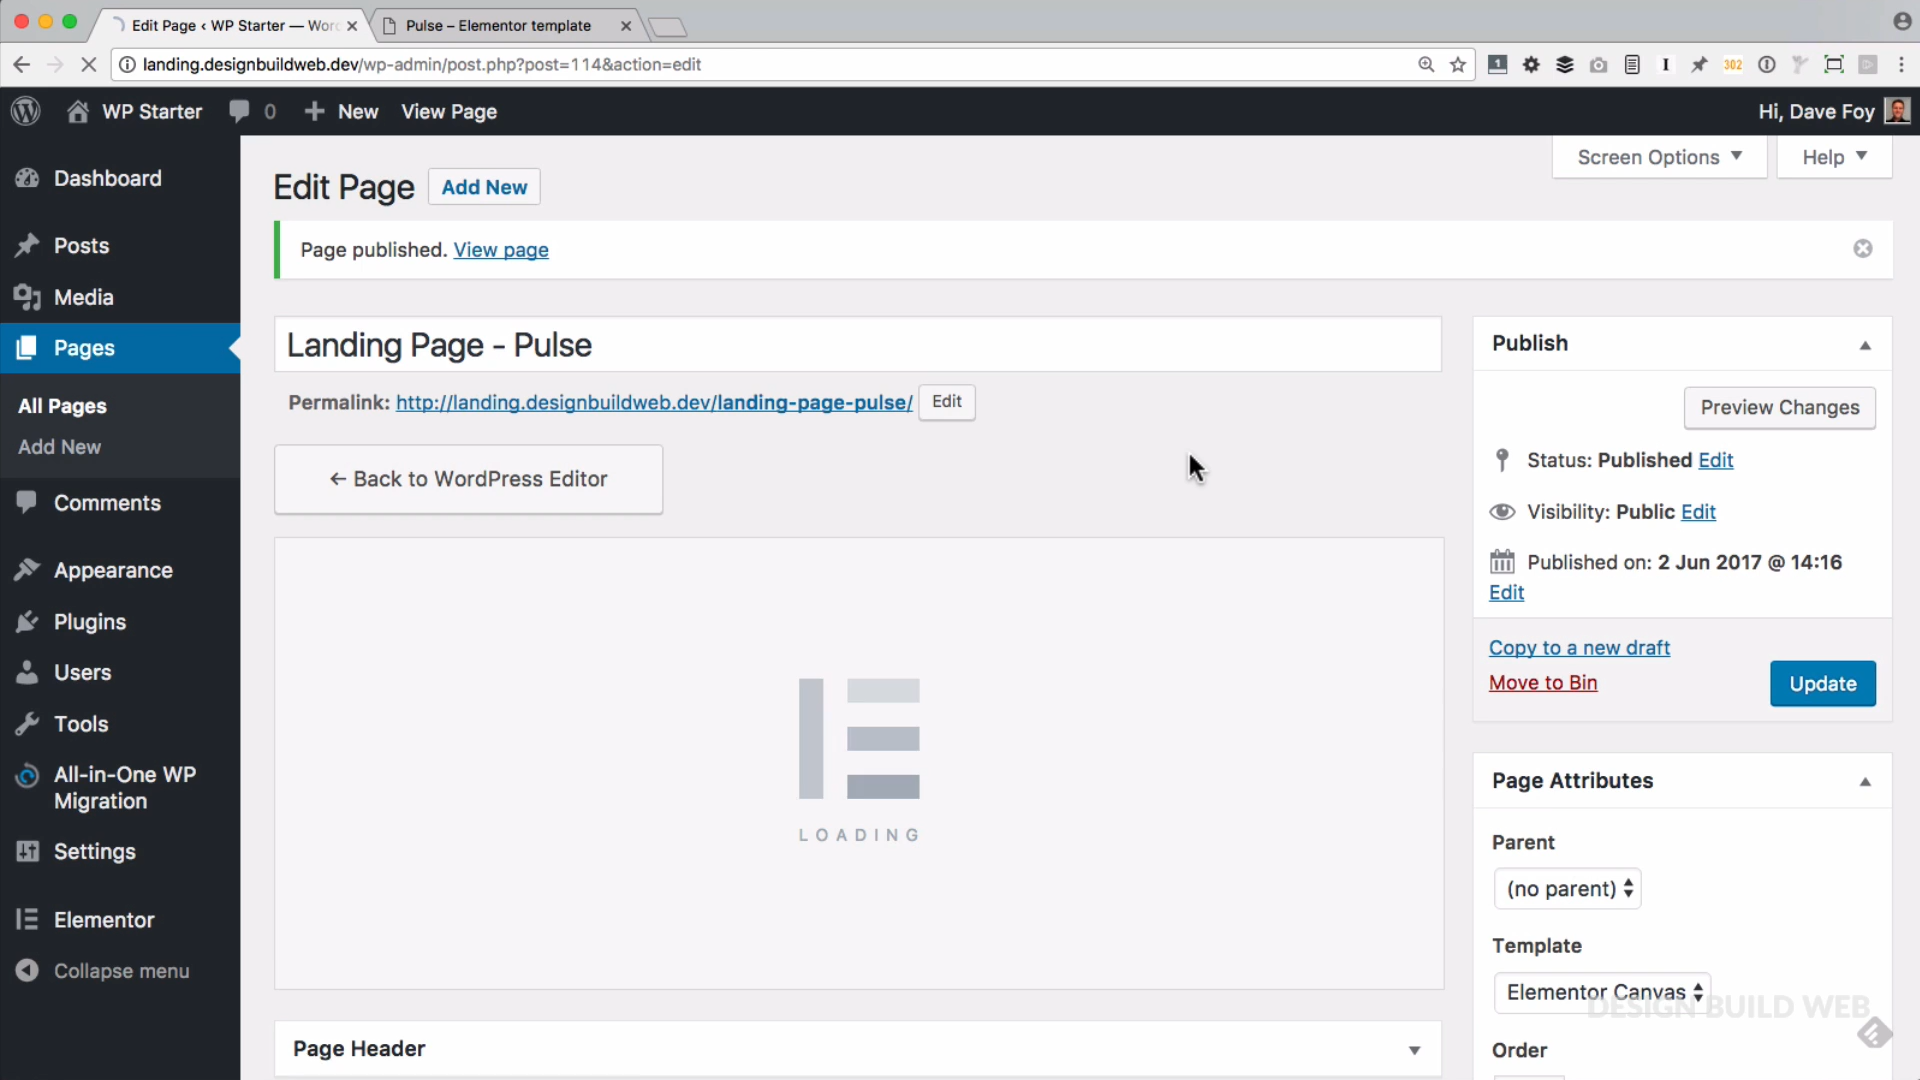 Edit Page ‹ WP Starter — Wor
Pulse – Elementor template
landing.designbuildweb.dev/wp-admin/post.php?post=114&action=edit
1
302
WP Starter
0
New
View Page
Hi, Dave Foy
Dashboard
Posts
Media
Pages
All Pages
Add New
Comments
Appearance
Plugins
Users
Tools
All-in-One WP
Migration
Settings
Elementor
Collapse menu
Screen Options
Help
Edit Page
Add New
Page published. View page
Landing Page - Pulse
Permalink: http://landing.designbuildweb.dev/landing-page-pulse/
Edit
← Back to WordPress Editor
LOADING
Page Header
Publish
Preview Changes
Status: Published Edit
Visibility: Public Edit
Published on: 2 Jun 2017 @ 14:16
Edit
Copy to a new draft
Move to Bin
Update
Page Attributes
Parent
(no parent)
Template
Elementor Canvas
DESIGN BUILD WEB
Order